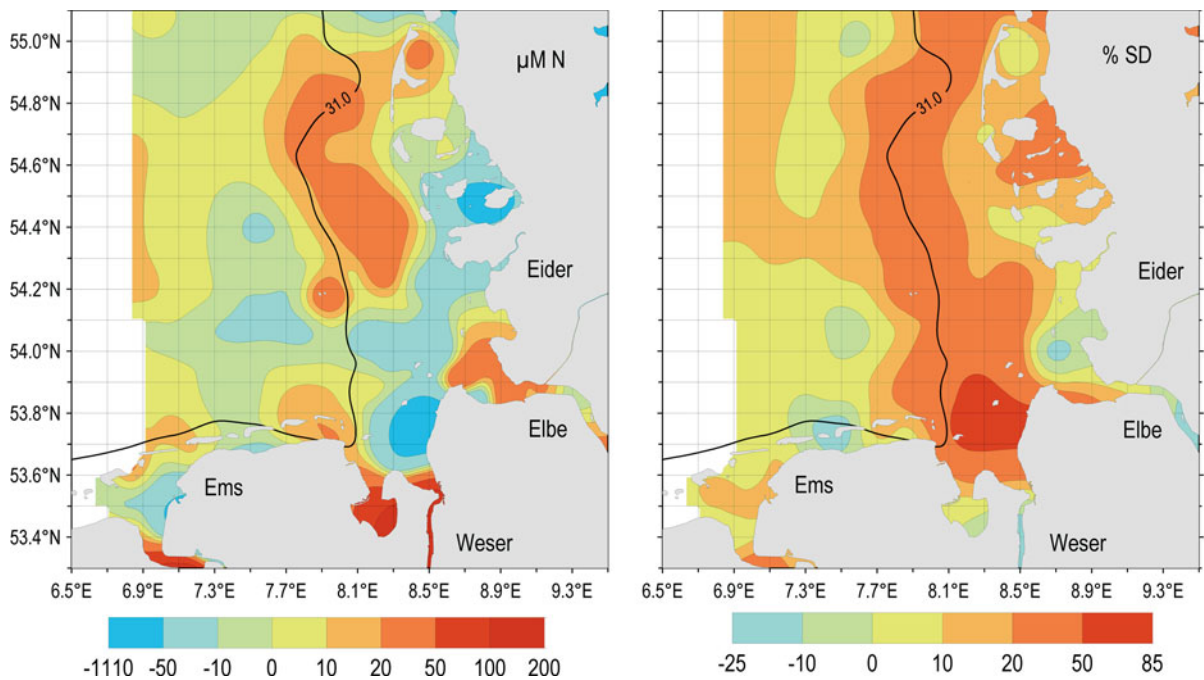 55.0°N
54.8°N
54.6°N
54.4°N
54.2°N
54.0°N
53.8°N
53.6°N
53.4°N
µM N
31.0
Eider
Elbe
Ems
Weser
6.5°E 6.9°E 7.3°E 7.7°E 8.1°E 8.5°E 8.9°E 9.3°E
-1110 -50 -10 0 10 20 50 100 200
% SD
31.0
Eider
Elbe
Ems
Weser
6.5°E 6.9°E 7.3°E 7.7°E 8.1°E 8.5°E 8.9°E 9.3°E
-25 -10 0 10 20 50 85